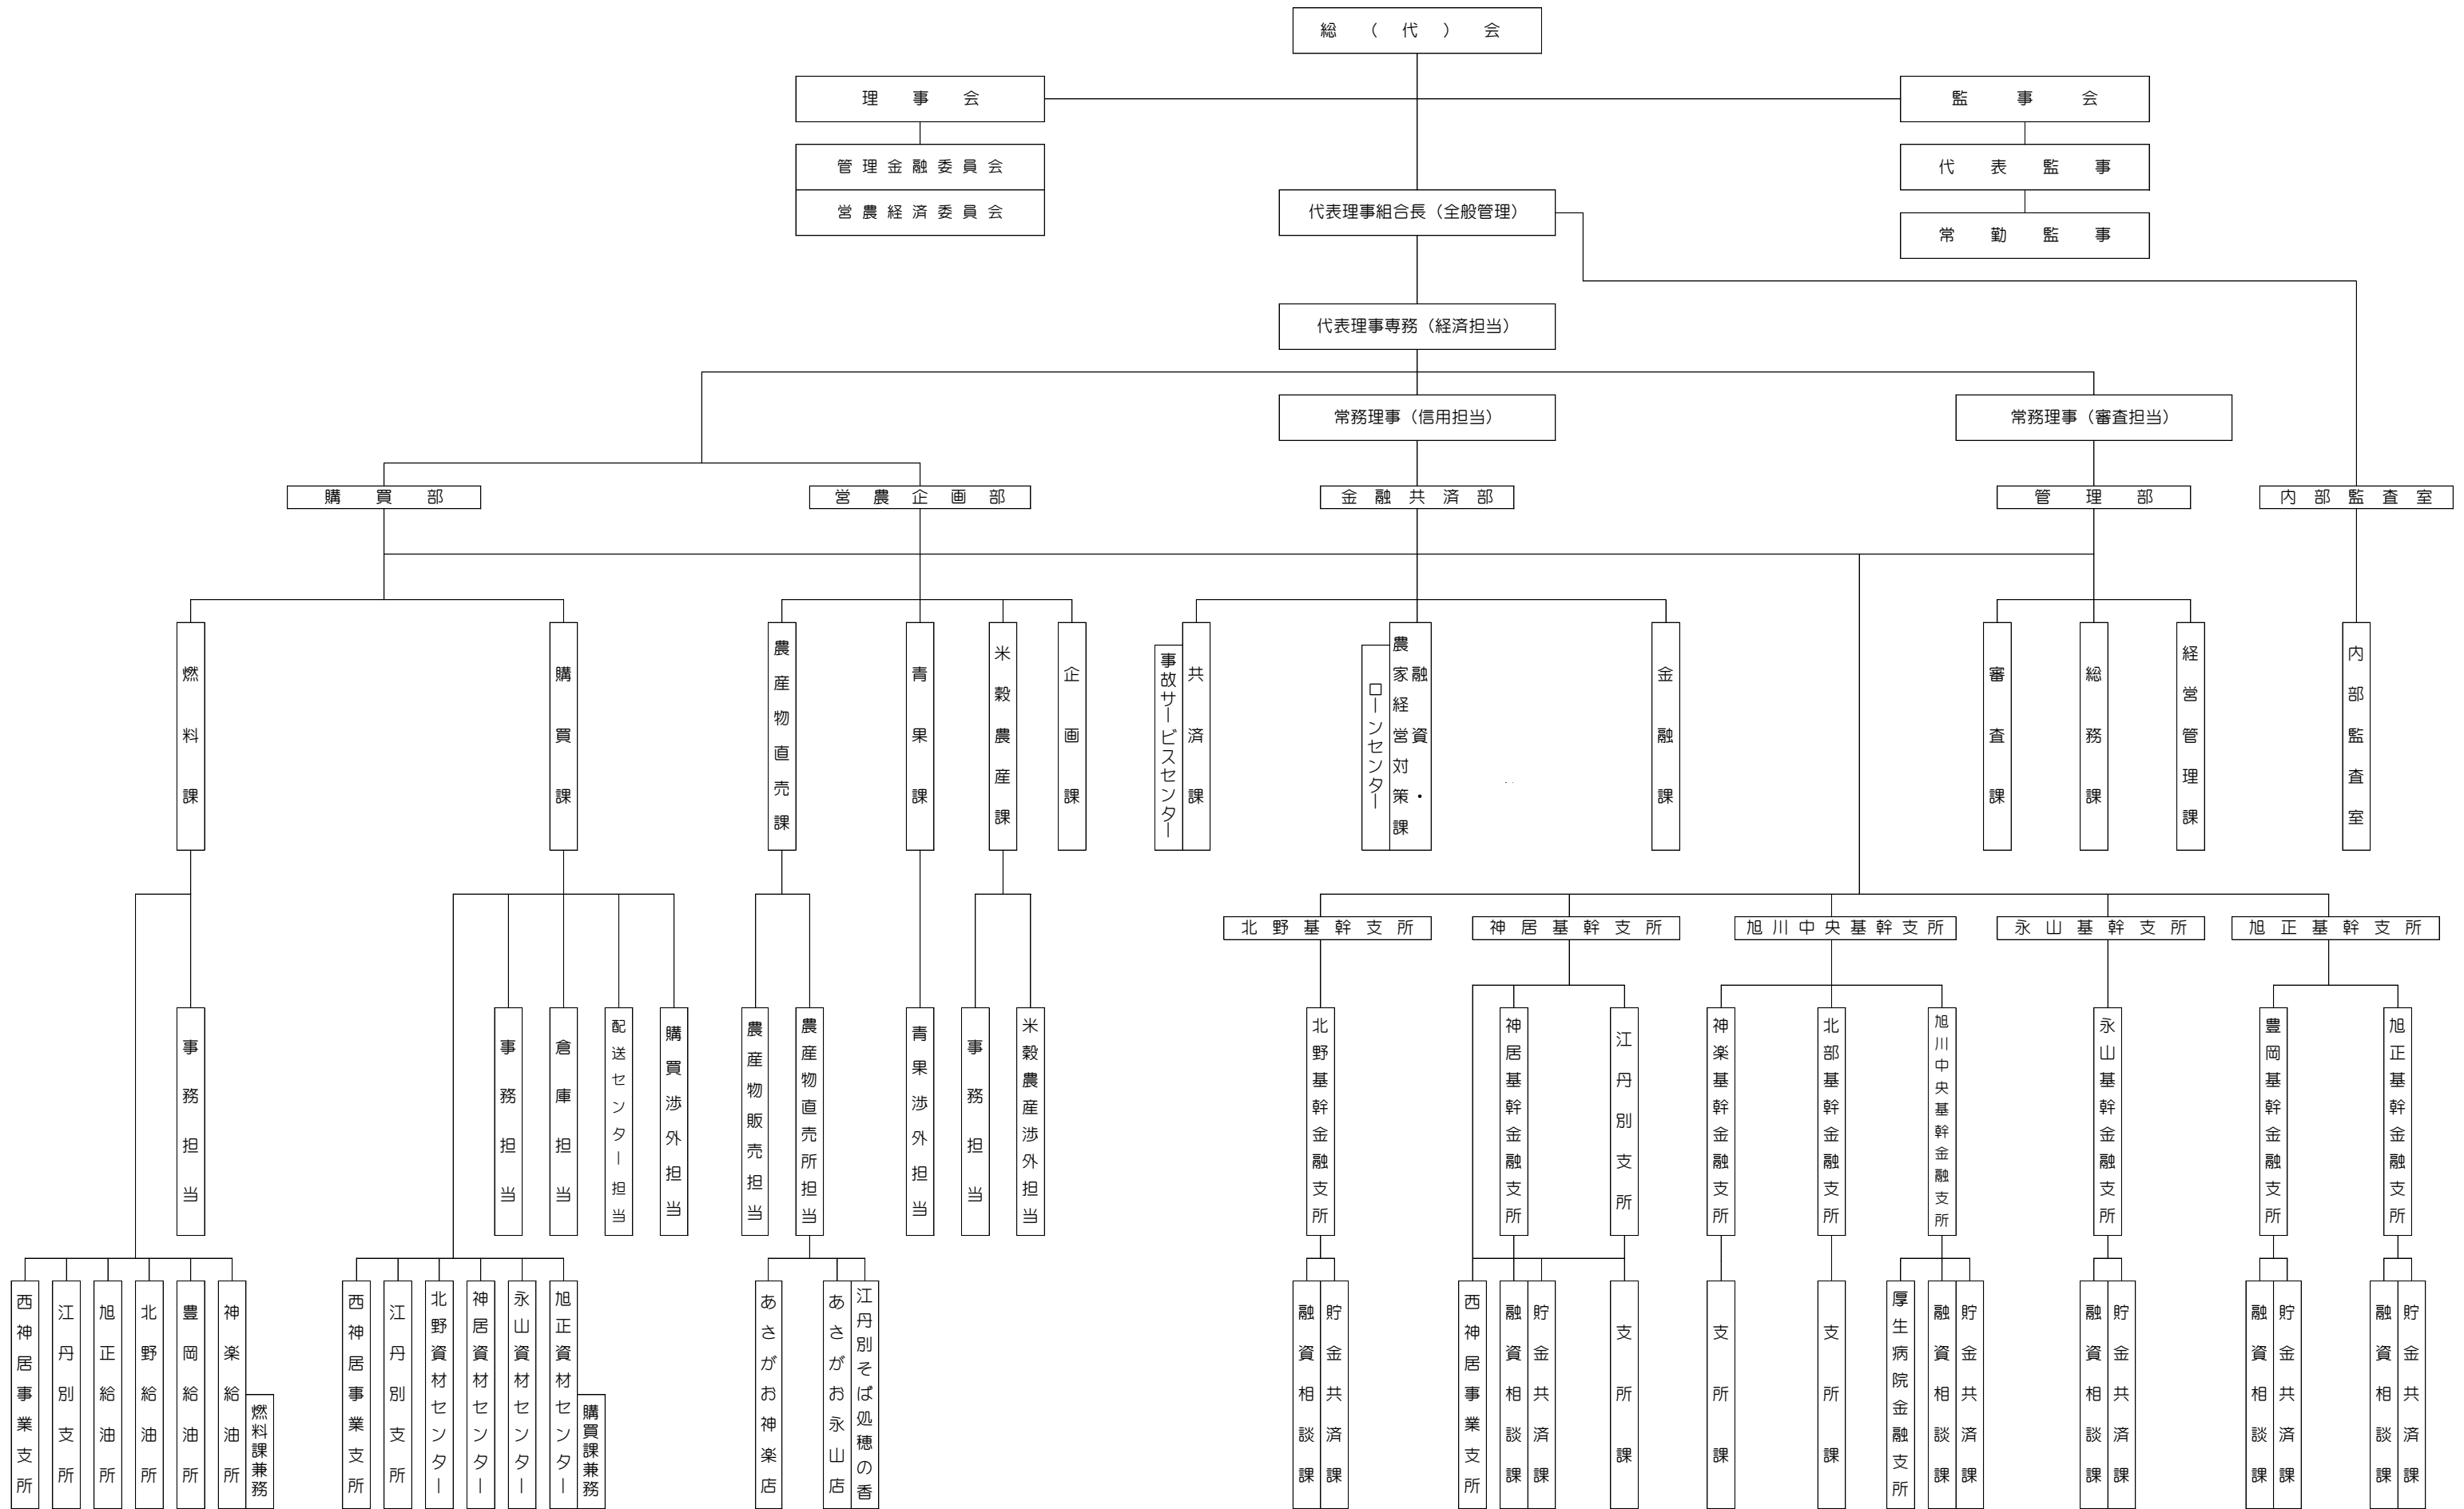 総（代）会
理事会
監事会
管理金融委員会
営農経済委員会
代表監事
常勤監事
代表理事組合長（全般管理）
代表理事専務（経済担当）
常務理事（信用担当）
常務理事（審査担当）
購買部
営農企画部
金融共済部
管理部
内部監査室
燃料課
購買課
農産物直売課
青果課
米穀農産課
企画課
事故サービスセンター
共済課
ローンセンター
融資・
農家経営対策課
金融課
審査課
総務課
経営管理課
内部監査室
北野基幹支所
神居基幹支所
旭川中央基幹支所
永山基幹支所
旭正基幹支所
事務担当
事務担当
倉庫担当
配送センター担当
購買渉外担当
農産物販売担当
農産物直売所担当
青果渉外担当
事務担当
米穀農産渉外担当
北野基幹金融支所
神居基幹金融支所
江丹別支所
神楽基幹金融支所
北部基幹金融支所
旭川中央基幹金融支所
永山基幹金融支所
豊岡基幹金融支所
旭正基幹金融支所
西神居事業支所
江丹別支所
旭正給油所
北野給油所
豊岡給油所
神楽給油所
燃料課兼務
西神居事業支所
江丹別支所
北野資材センター
神居資材センター
永山資材センター
旭正資材センター
購買課兼務
あさがお神楽店
あさがお永山店
江丹別そば処穂の香
融資相談課
貯金共済課
西神居事業支所
融資相談課
貯金共済課
支所課
支所課
支所課
厚生病院金融支所
融資相談課
貯金共済課
融資相談課
貯金共済課
融資相談課
貯金共済課
融資相談課
貯金共済課